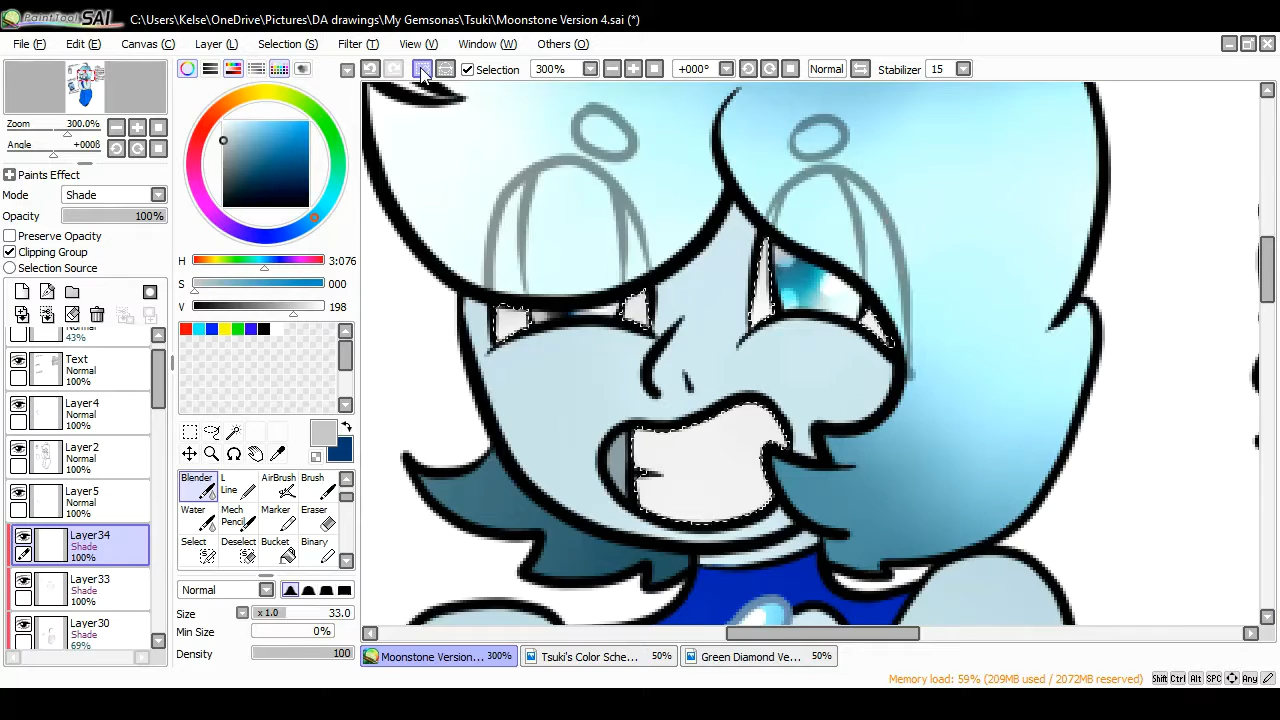 PaintTool SAI C:\Users\Kelse\OneDrive\Pictures\DA drawings\My Gemsonas\Tsuki\Moonstone Version 4.sai (*)
File (F) Edit (E) Canvas (C) Layer (L) Selection (S) Filter (T) View (V) Window (W) Others (O)
Selection 300% +000° Normal Stabilizer 15
Zoom 300.0%
Angle +000ß
Paints Effect
Mode Shade
Opacity 100%
Preserve Opacity
Clipping Group
Selection Source
H 3:076
S 000
V 198
Normal
43%
Text
Normal
100%
Layer4
Normal
100%
Layer2
Normal
100%
Layer5
Normal
100%
Layer34
Shade
100%
Layer33
Shade
100%
Layer30
Shade
69%
Blender L Line AirBrush Brush
Water Mech Pencil Marker Eraser
Select Deselect Bucket Binary
Normal
Size x 1.0 33.0
Min Size 0%
Density 100
Moonstone Version... 300% Tsuki's Color Sche... 50% Green Diamond Ve... 50%
Memory load: 59% (209MB used / 2072MB reserved) Shift Ctrl Alt SPC Any